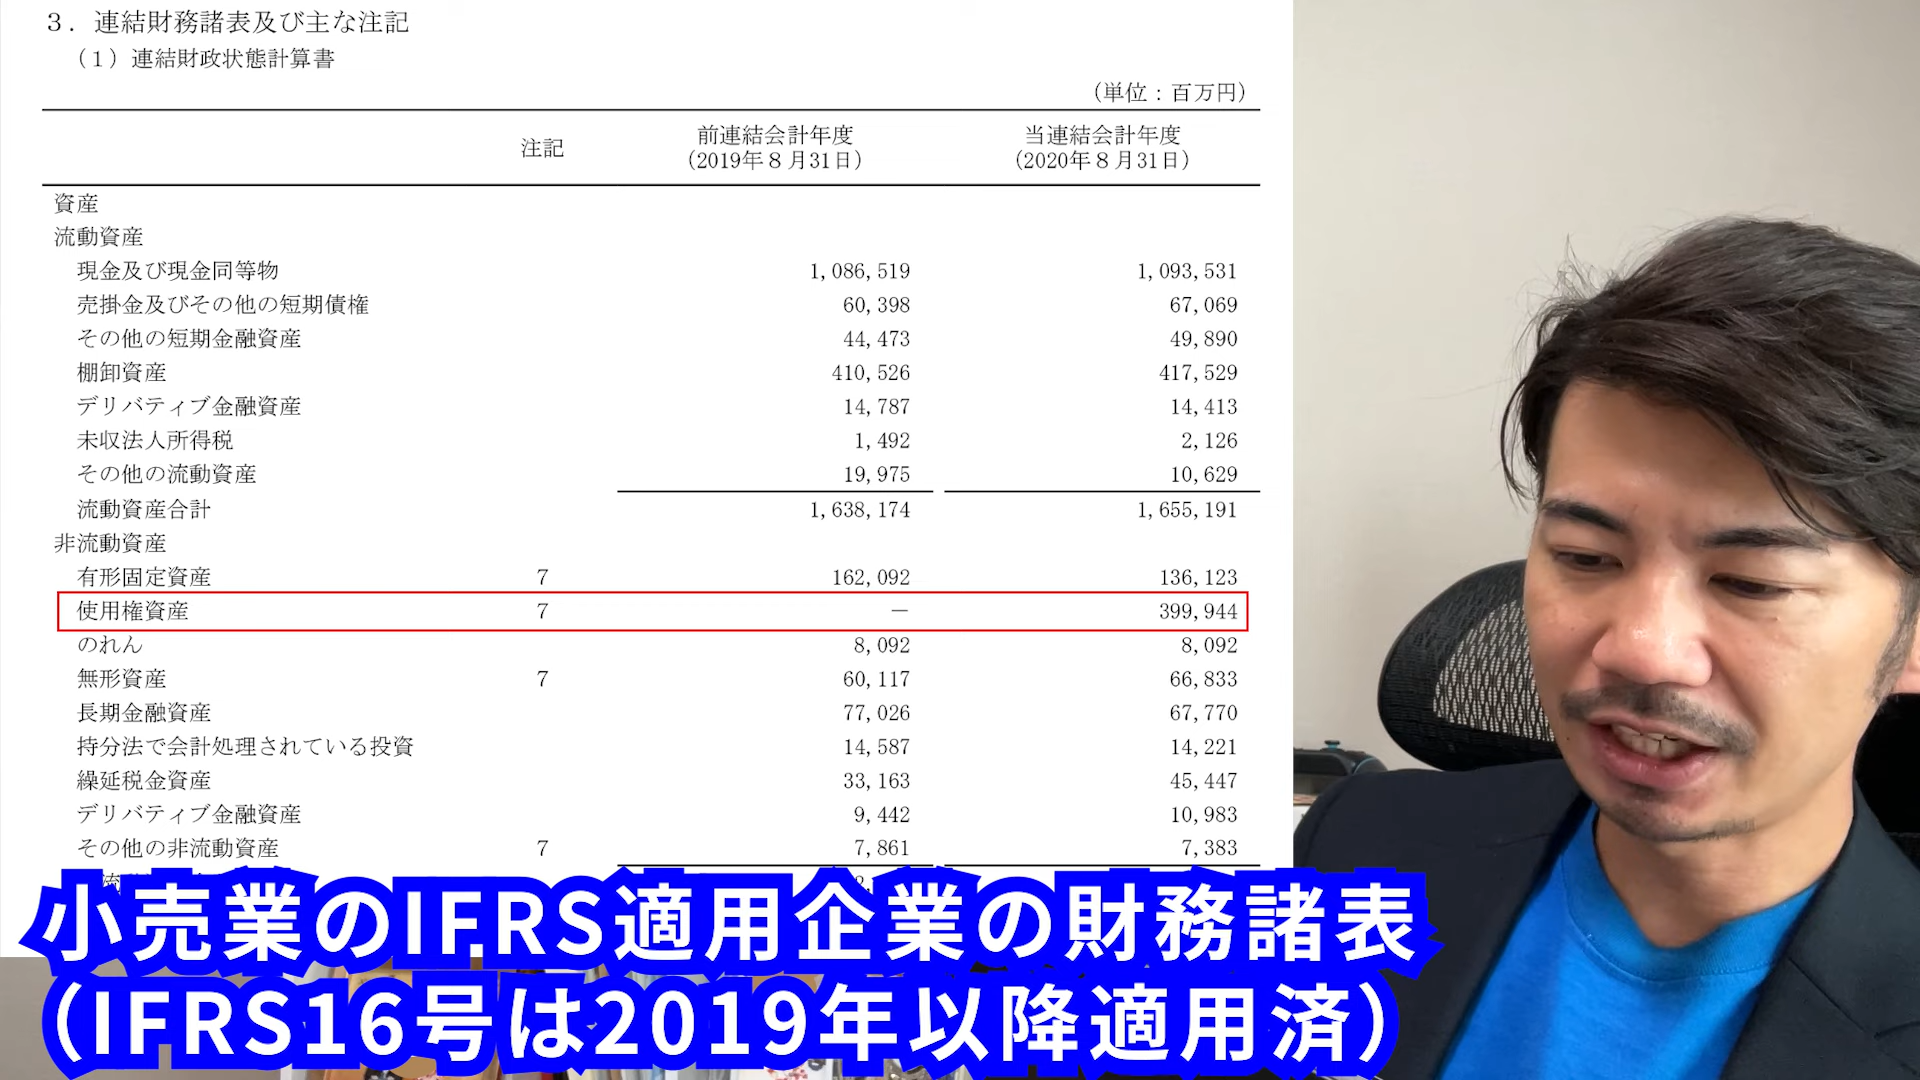 ３．連結財務諸表及び主な注記
（１）連結財政状態計算書
（単位：百万円）
注記 前連結会計年度 当連結会計年度
（2019年８月31日） （2020年８月31日）
資産
流動資産
現金及び現金同等物 1,086,519 1,093,531
売掛金及びその他の短期債権 60,398 67,069
その他の短期金融資産 44,473 49,890
棚卸資産 410,526 417,529
デリバティブ金融資産 14,787 14,413
未収法人所得税 1,492 2,126
その他の流動資産 19,975 10,629
流動資産合計 1,638,174 1,655,191
非流動資産
有形固定資産 7 162,092 136,123
使用権資産 7 － 399,944
のれん 8,092 8,092
無形資産 7 60,117 66,833
長期金融資産 77,026 67,770
持分法で会計処理されている投資 14,587 14,221
繰延税金資産 33,163 45,447
デリバティブ金融資産 9,442 10,983
その他の非流動資産 7 7,861 7,383
小売業のIFRS適用企業の財務諸表
（IFRS16号は2019年以降適用済）